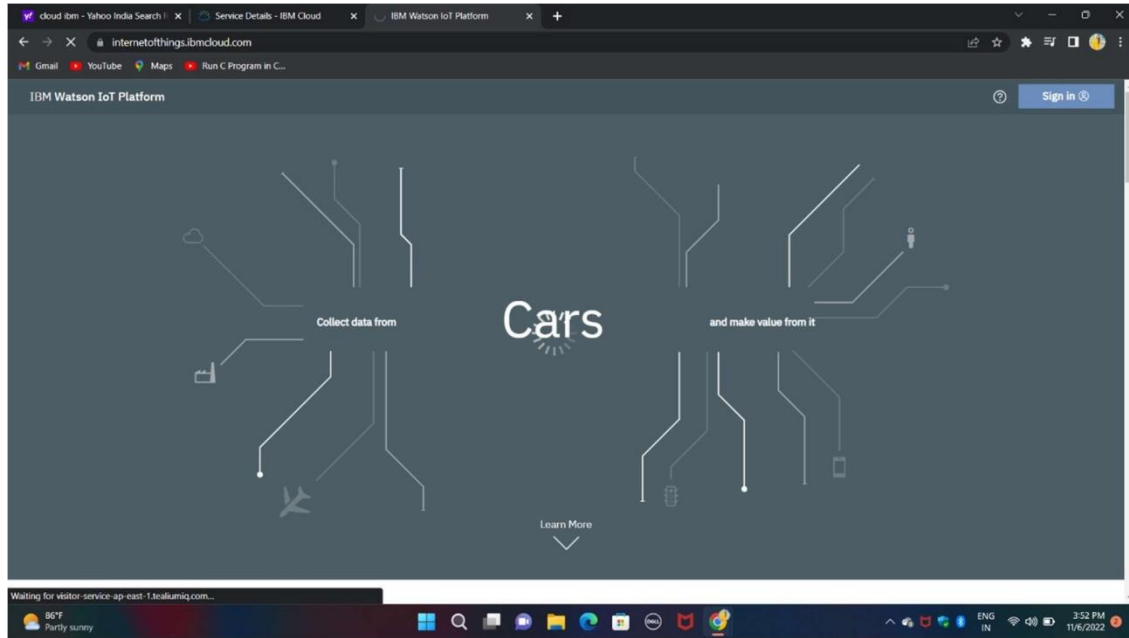 cloud ibm - Yahoo India Search
Service Details - IBM Cloud
IBM Watson IoT Platform
internetofthings.ibmcloud.com
Gmail
YouTube
Maps
Run C Program in C...
IBM Watson IoT Platform
Sign in
Collect data from
Cars
and make value from it
Learn More
Waiting for visitor-service-ap-east-1.tealiumiq.com...
86°F
Partly sunny
DELL
ENG
IN
3:52 PM
11/6/2022
2